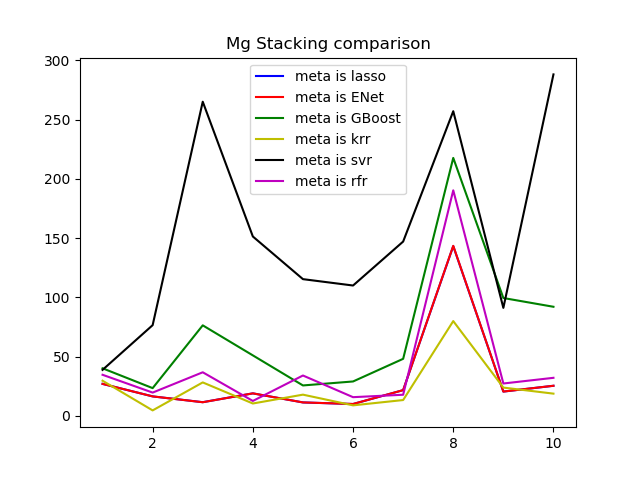 Mg Stacking comparison
300
250
200
150
100
50
0
meta is lasso
meta is ENet
meta is GBoost
meta is krr
meta is svr
meta is rfr
2 4 6 8 10